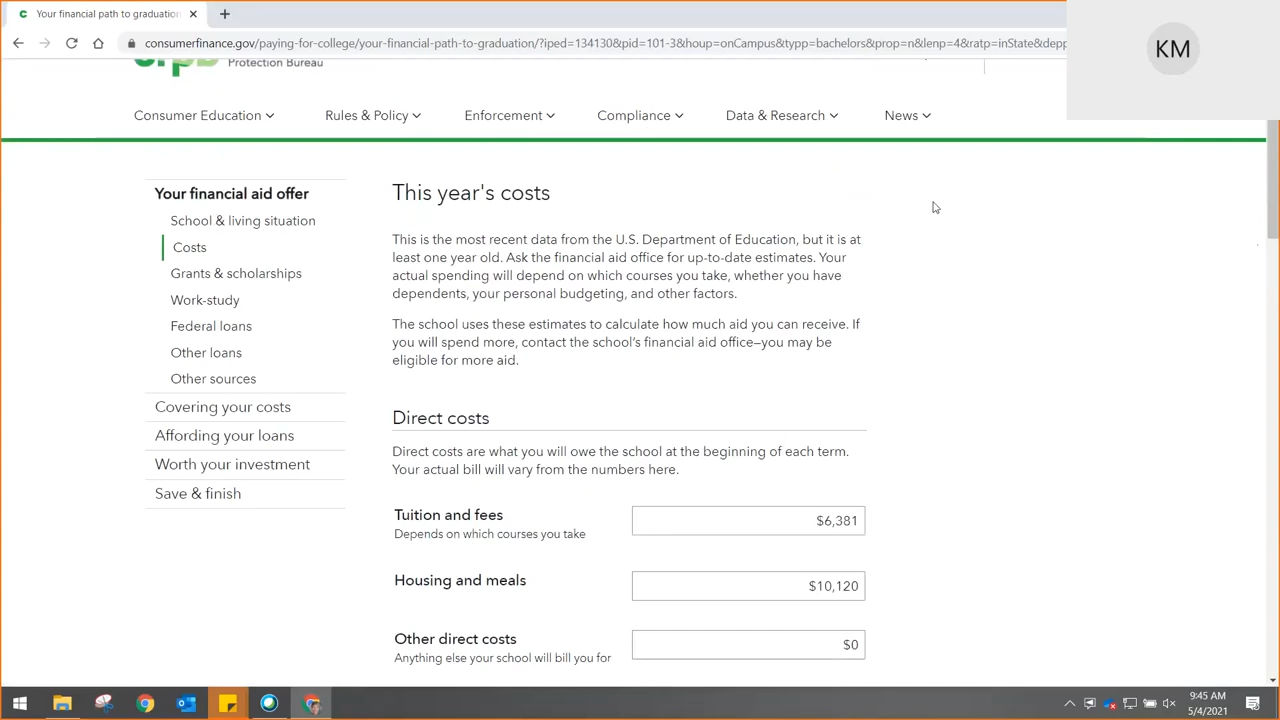 Your financial path to graduation
consumerfinance.gov/paying-for-college/your-financial-path-to-graduation/?iped=134130&pid=101-3&houp=onCampus&typp=bachelors&prop=n&lenp=4&ratp=inState&depp
KM
Protection Bureau
Consumer Education
Rules & Policy
Enforcement
Compliance
Data & Research
News
Your financial aid offer
School & living situation
Costs
Grants & scholarships
Work-study
Federal loans
Other loans
Other sources
Covering your costs
Affording your loans
Worth your investment
Save & finish
This year's costs
This is the most recent data from the U.S. Department of Education, but it is at
least one year old. Ask the financial aid office for up-to-date estimates. Your
actual spending will depend on which courses you take, whether you have
dependents, your personal budgeting, and other factors.
The school uses these estimates to calculate how much aid you can receive. If
you will spend more, contact the school's financial aid office—you may be
eligible for more aid.
Direct costs
Direct costs are what you will owe the school at the beginning of each term.
Your actual bill will vary from the numbers here.
Tuition and fees
Depends on which courses you take
$6,381
Housing and meals
$10,120
Other direct costs
Anything else your school will bill you for
$0
9:45 AM
5/4/2021